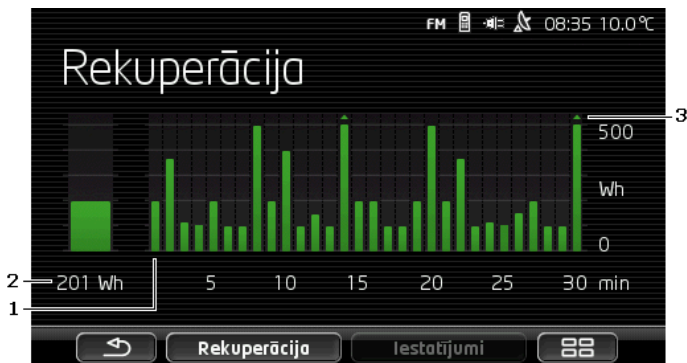 FM 08:35 10.0°C
Rekuperācija
3
500
Wh
0
2 201 Wh 5 10 15 20 25 30 min
1
Rekuperācija Iestatījumi